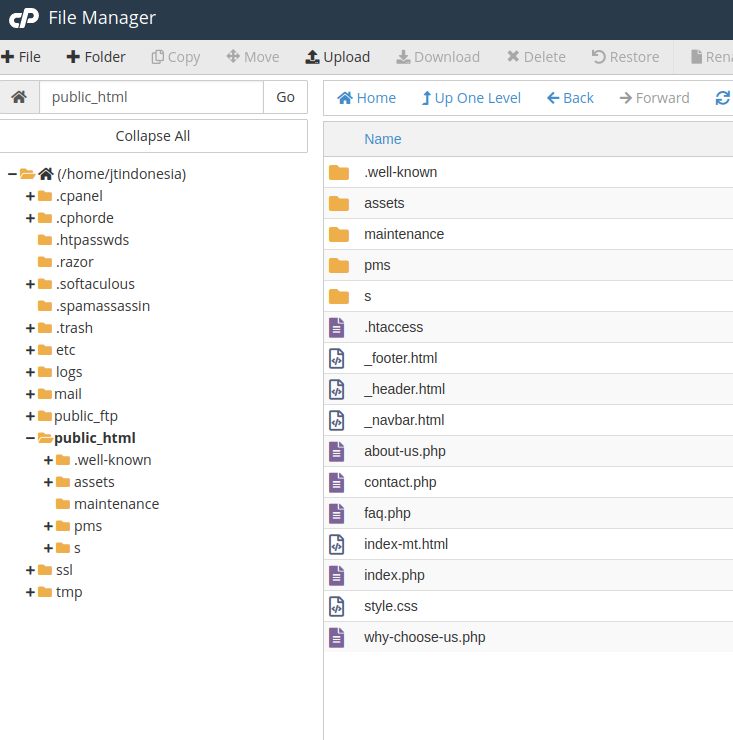 cP File Manager
File Folder Copy Move Upload Download Delete Restore Rena
public_html Go
Collapse All
(/home/jtindonesia)
.cpanel
.cphorde
.htpasswds
.razor
.softaculous
.spamassassin
.trash
etc
logs
mail
public_ftp
public_html
.well-known
assets
maintenance
pms
s
ssl
tmp
Home Up One Level Back Forward
Name
.well-known
assets
maintenance
pms
s
.htaccess
_footer.html
_header.html
_navbar.html
about-us.php
contact.php
faq.php
index-mt.html
index.php
style.css
why-choose-us.php